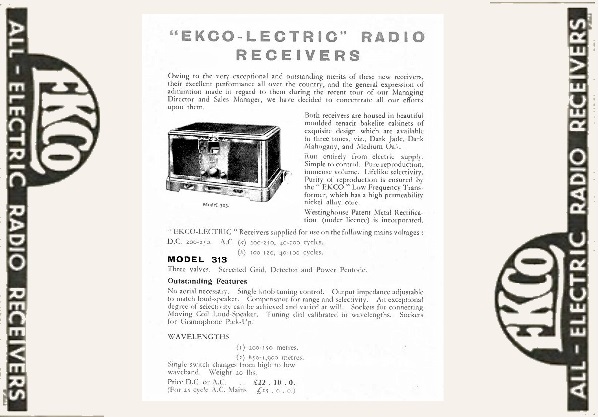 ALL-ELECTRIC RADIO RECEIVERS
EKCO
"EKCO-LECTRIC" RADIO
RECEIVERS
Owing to the very exceptional and outstanding merits of these new receivers,
their excellent performance all over the country, and the general expression of
admiration made in regard to them during the recent tour of our Managing
Director and Sales Manager, we have decided to concentrate all our efforts
upon them.
Both receivers are housed in beautiful
moulded tenacit bakelite cabinets of
exquisite design which are available
in three tones, viz., Dark Jade, Dark
Mahogany, and Medium Oak.
Run entirely from electric supply.
Simple to control. Pure reproduction,
immense volume. Lifelike selectivity.
Purity of reproduction is ensured by
the "EKCO" Low Frequency Trans-
former, which has a high permeability
nickel alloy core.
Westinghouse Patent Metal Rectifica-
tion (under licence) is incorporated.
MODEL 313
"EKCO-LECTRIC" Receivers supplied for use on the following mains voltages :
D.C. 200-250. A.C. (a) 200-250, 40-100 cycles.
(b) 100-120, 40-100 cycles.
MODEL 313
Three valves. Screened Grid, Detector and Power Pentode.
Outstanding Features
No aerial necessary. Single knob tuning control. Output impedance adjustable
to match loud-speaker. Compensator for range and selectivity. An exceptional
degree of selectivity can be achieved and varied at will. Sockets for connecting
Moving Coil Loud-Speaker. Tuning dial calibrated in wavelengths. Sockets
for Gramophone Pick-Up.
WAVELENGTHS
(1) metres.
(2) metres.
Single switch changes from high to low
waveband. Weight 20 lbs.
Price D.C. or A.C. ... £22 . 10 . 0.
(For 25 cycle A.C. Mains £ . 0 . 0.)
ALL-ELECTRIC RADIO RECEIVERS
EKCO